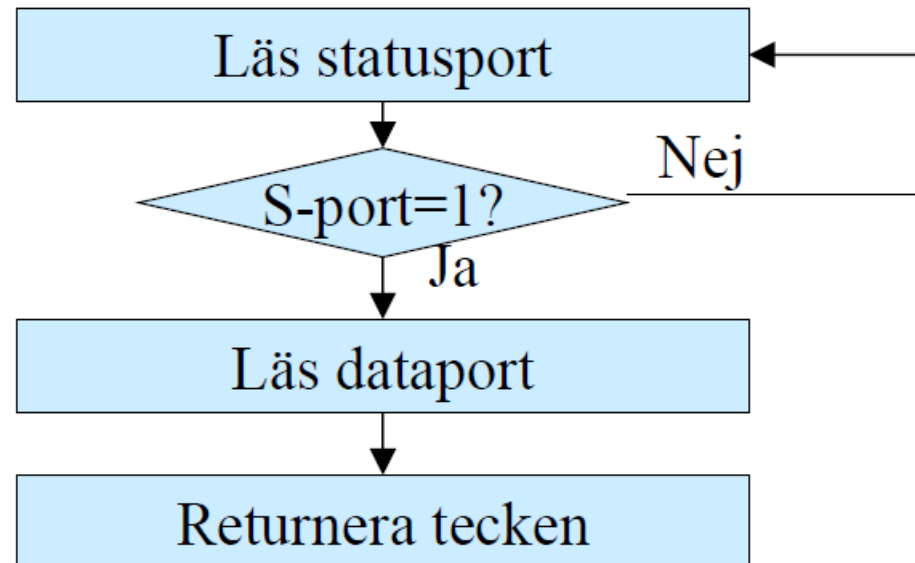 Läs statusport
Nej
S-port=1?
Ja
Läs dataport
Returnera tecken